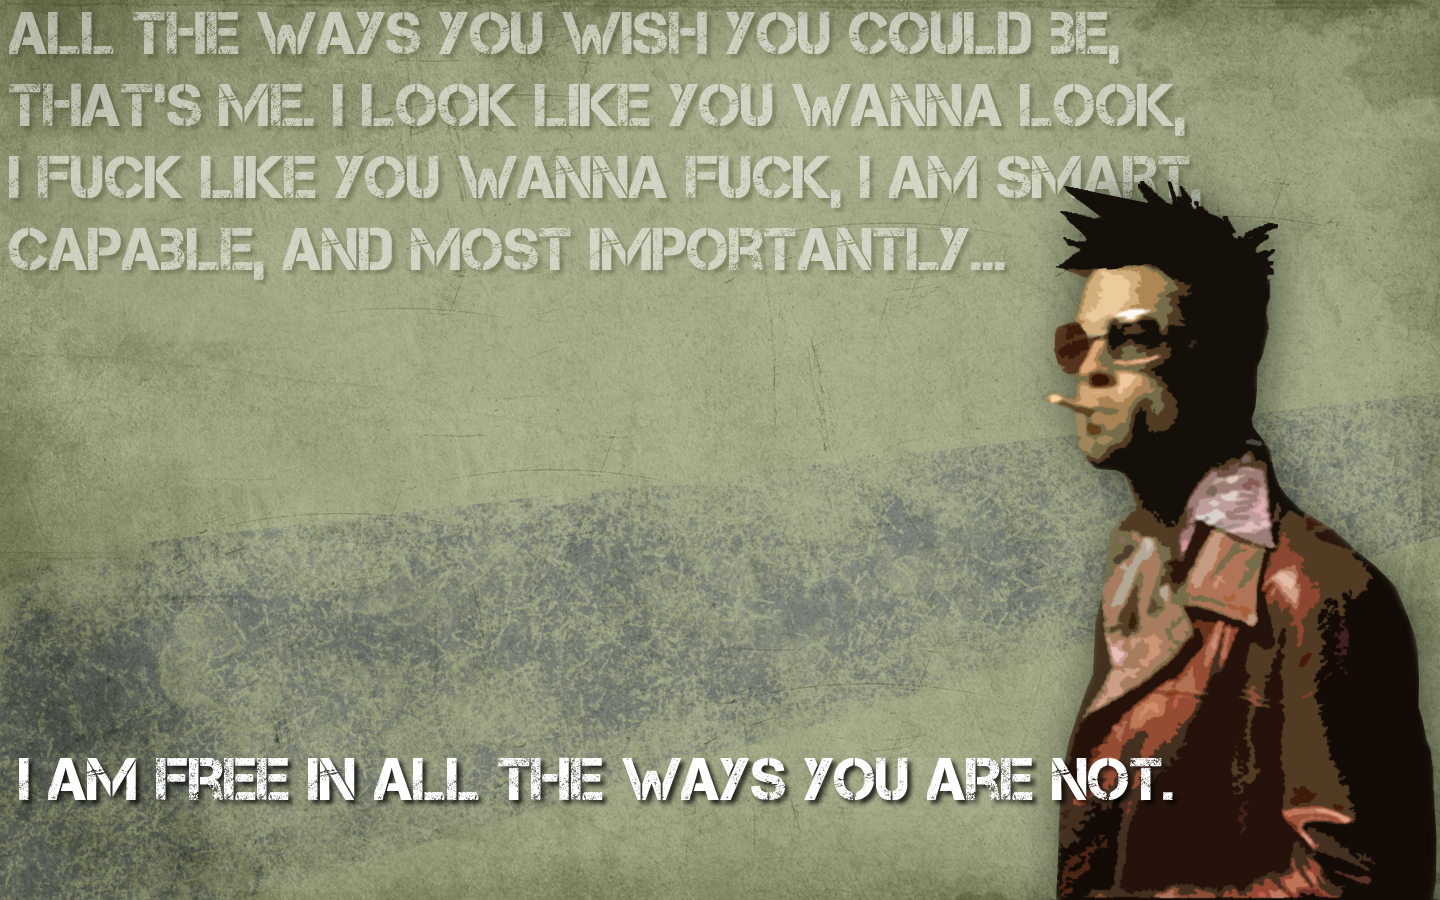 ALL THE WAYS YOU WISH YOU COULD BE,
THAT'S ME. I LOOK LIKE YOU WANNA LOOK,
I FUCK LIKE YOU WANNA FUCK, I AM SMART,
CAPABLE, AND MOST IMPORTANTLY...
I AM FREE IN ALL THE WAYS YOU ARE NOT.